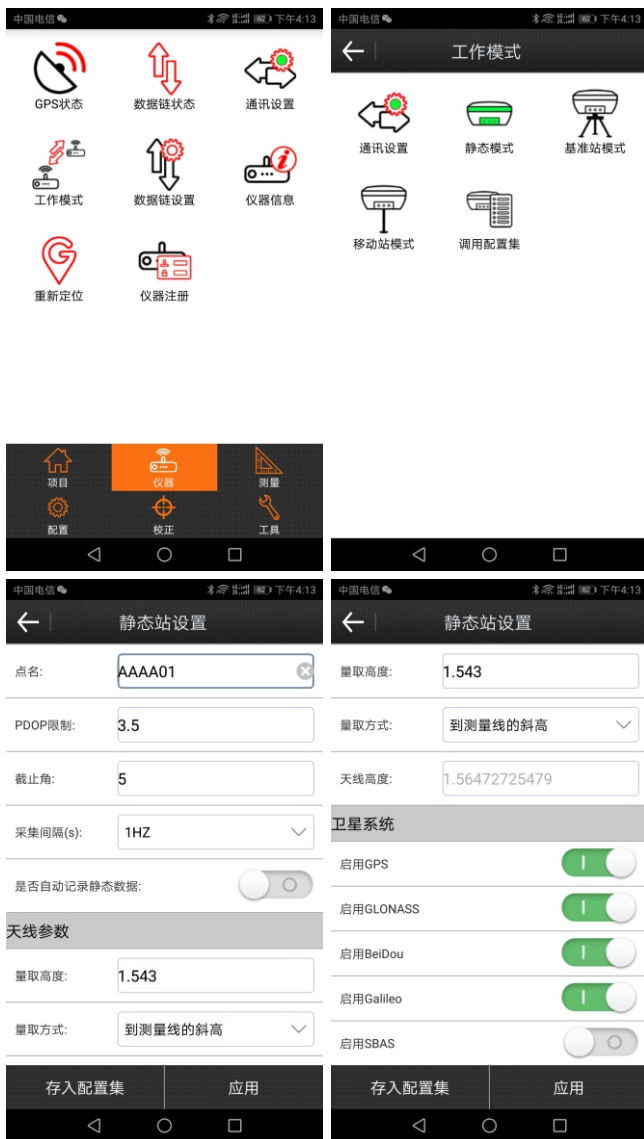 中国电信 62 下午4:13
GPS状态 数据链状态 通讯设置
工作模式 数据链设置 仪器信息
重新定位 仪器注册
项目 仪器 测量
配置 校正 工具
中国电信 62 下午4:13
工作模式
通讯设置 静态模式 基准站模式
移动站模式 调用配置集
中国电信 62 下午4:13
静态站设置
点名: AAAA01
PDOP限制: 3.5
截止角: 5
采集间隔(s): 1HZ
是否自动记录静态数据:
天线参数
量取高度: 1.543
量取方式: 到测量线的斜高
存入配置集 应用
中国电信 62 下午4:13
静态站设置
量取高度: 1.543
量取方式: 到测量线的斜高
天线高度: 1.56472725479
卫星系统
启用GPS
启用GLONASS
启用BeiDou
启用Galileo
启用SBAS
存入配置集 应用